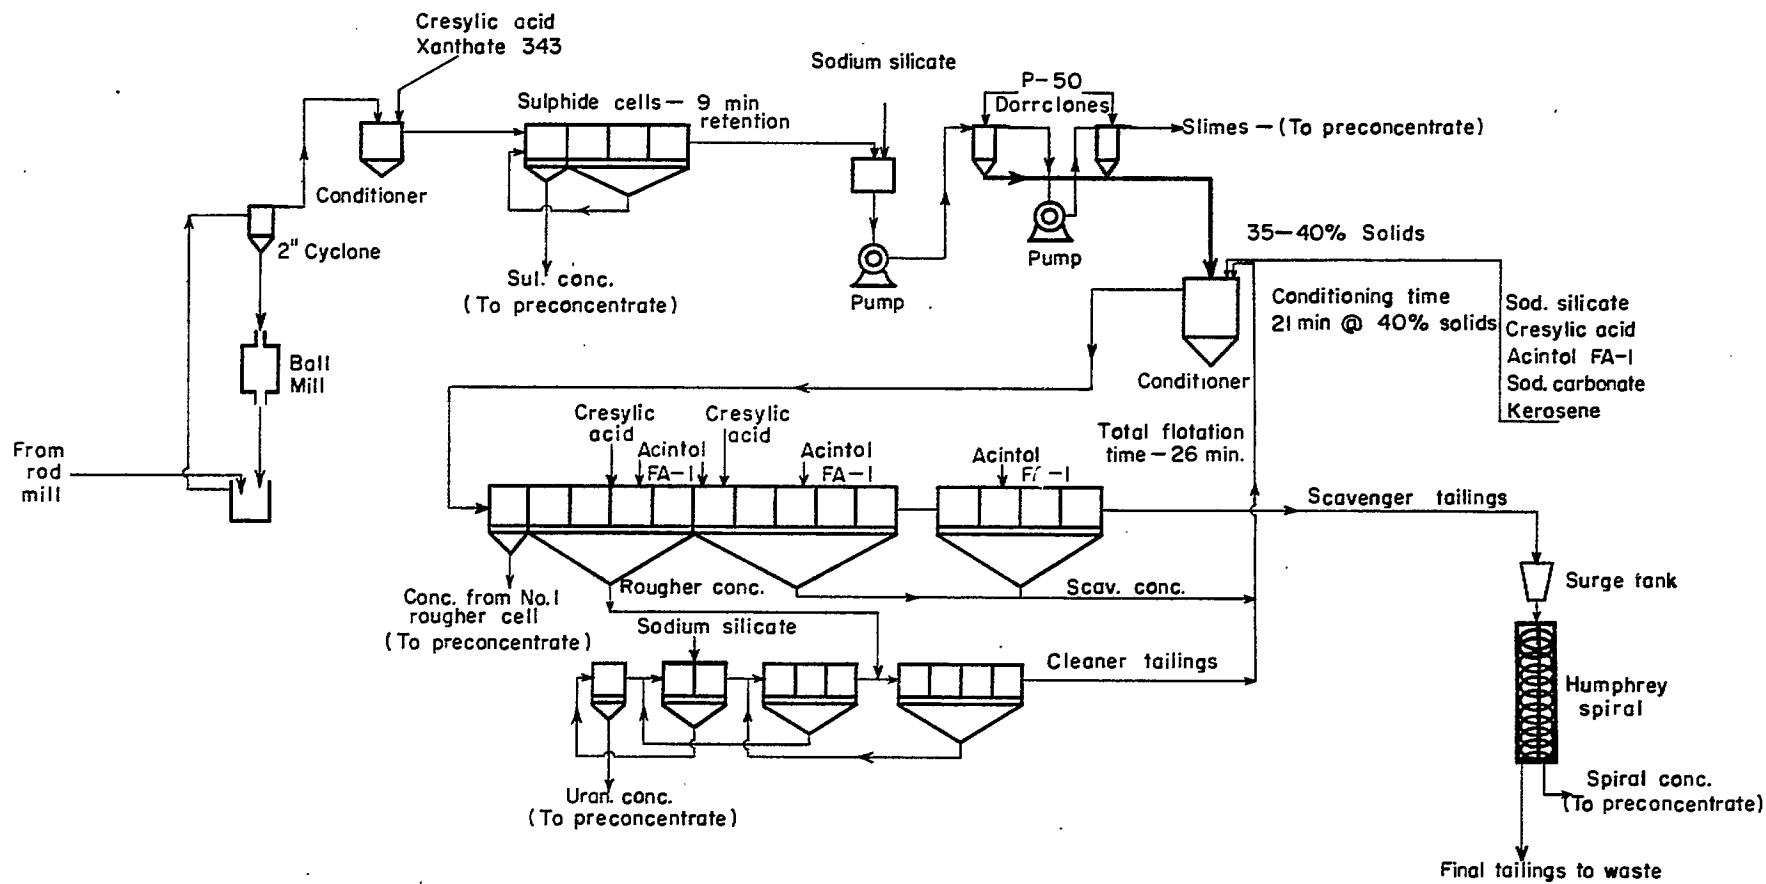 Cresylic acid
Xanthate 343
Sodium silicate
P-50
Dorrclones
Sulphide cells — 9 min
retention
Slimes — (To preconcentrate)
Conditioner
2" Cyclone
Sul. conc.
(To preconcentrate)
Pump
Pump
35-40% Solids
Conditioning time
21 min @ 40% solids
Sod. silicate
Cresylic acid
Acintol FA-1
Sod. carbonate
Kerosene
Conditioner
Ball
Mill
From
rod
mill
Cresylic
acid
Cresylic
acid
Acintol
FA-1
Acintol
FA-1
Acintol
F -1
Total flotation
time — 26 min.
Scavenger tailings
Surge tank
Rougher conc.
Scav. conc.
Conc. from No.1
rougher cell
(To preconcentrate)
Sodium silicate
Cleaner tailings
Humphrey
spiral
Uran. conc.
(To preconcentrate)
Spiral conc.
(To preconcentrate)
Final tailings to waste